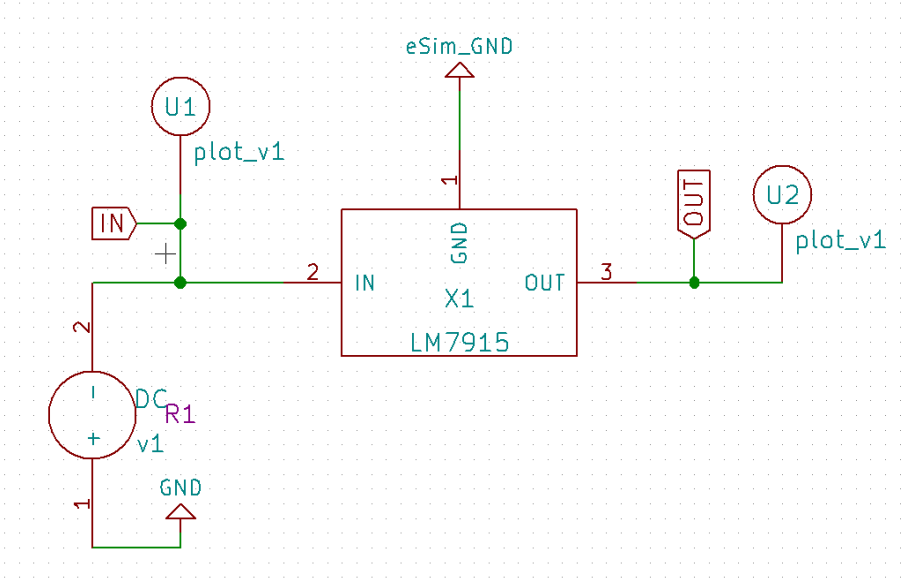 eSim_GND
U1
plot_v1
1
IN
GND
OUT
U2
plot_v1
2
IN
OUT
3
X1
LM7915
2
-
DC
R1
+
v1
1
GND